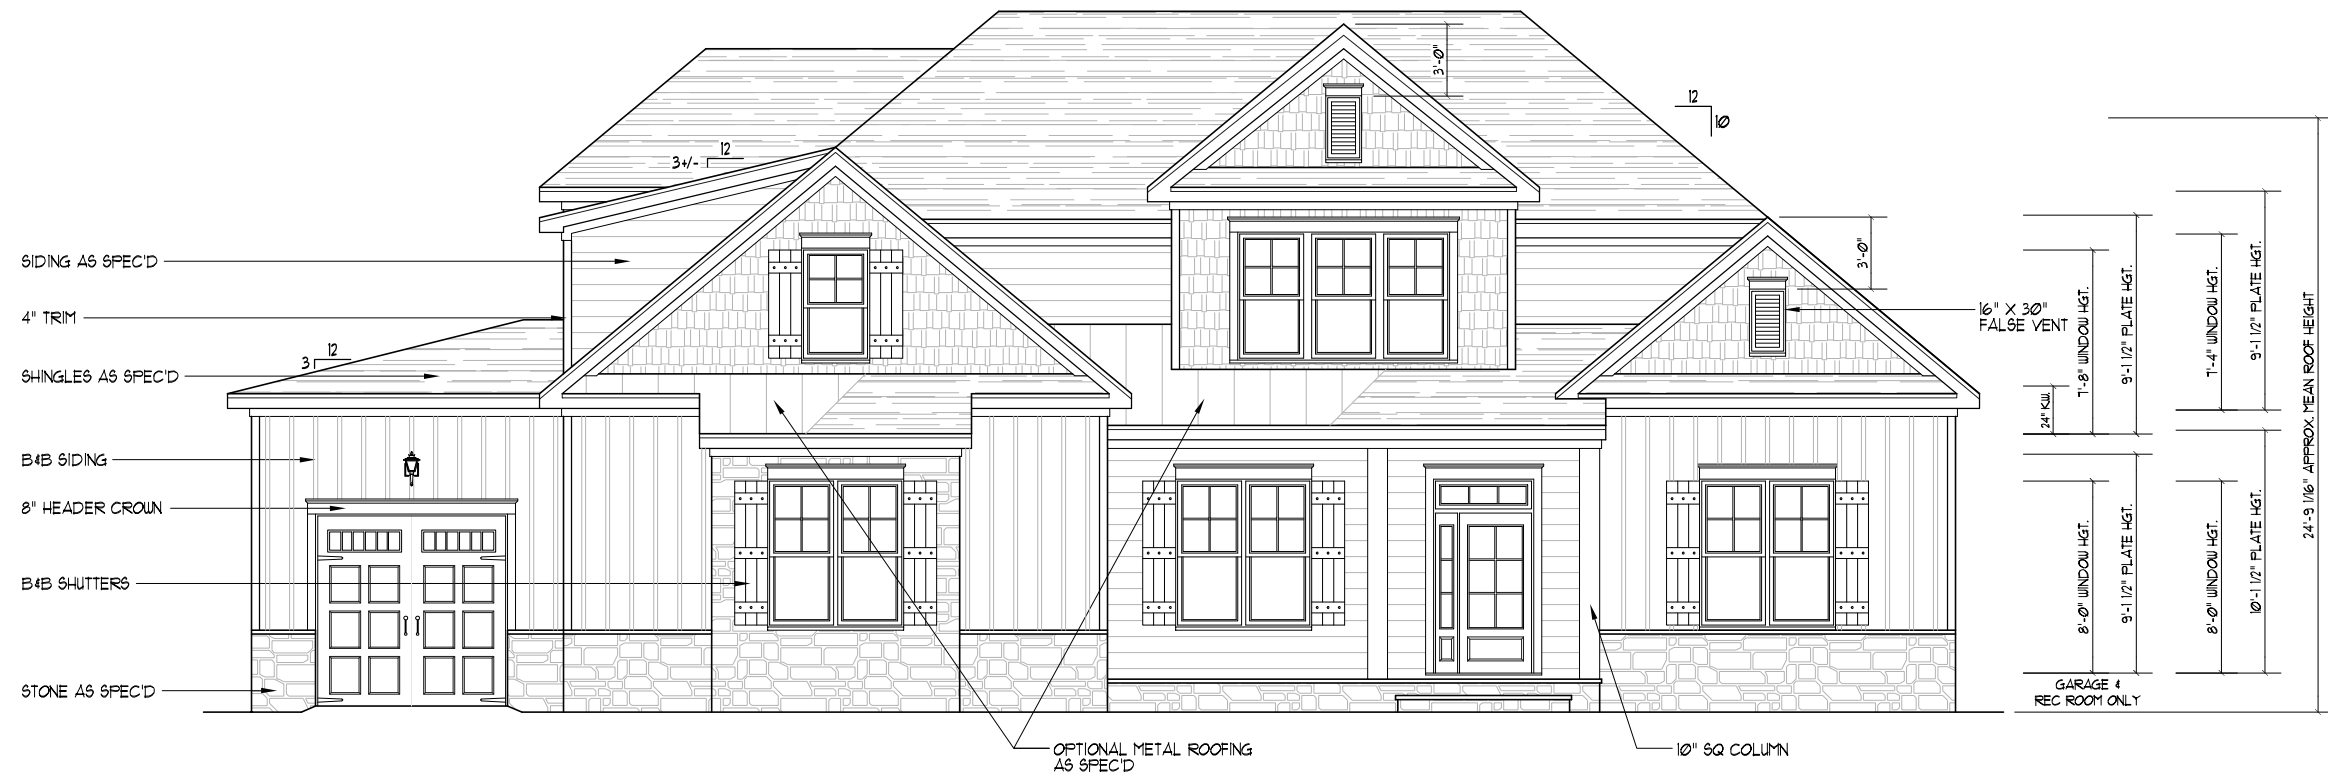 3'-0"
12
10
12
3+/-
SIDING AS SPEC'D
3'-0"
4" TRIM
16" X 30"
FALSE VENT
12
3
SHINGLES AS SPEC'D
B&B SIDING
8" HEADER CROWN
B&B SHUTTERS
STONE AS SPEC'D
OPTIONAL METAL ROOFING
AS SPEC'D
10" SQ COLUMN
24" K.W.
7'-8" WINDOW HGT.
9'-1 1/2" PLATE HGT.
7'-4" WINDOW HGT.
9'-1 1/2" PLATE HGT.
24'-9 1/16" APPROX. MEAN ROOF HEIGHT
8'-0" WINDOW HGT.
9'-1 1/2" PLATE HGT.
8'-0" WINDOW HGT.
10'-1 1/2" PLATE HGT.
GARAGE &
REC ROOM ONLY